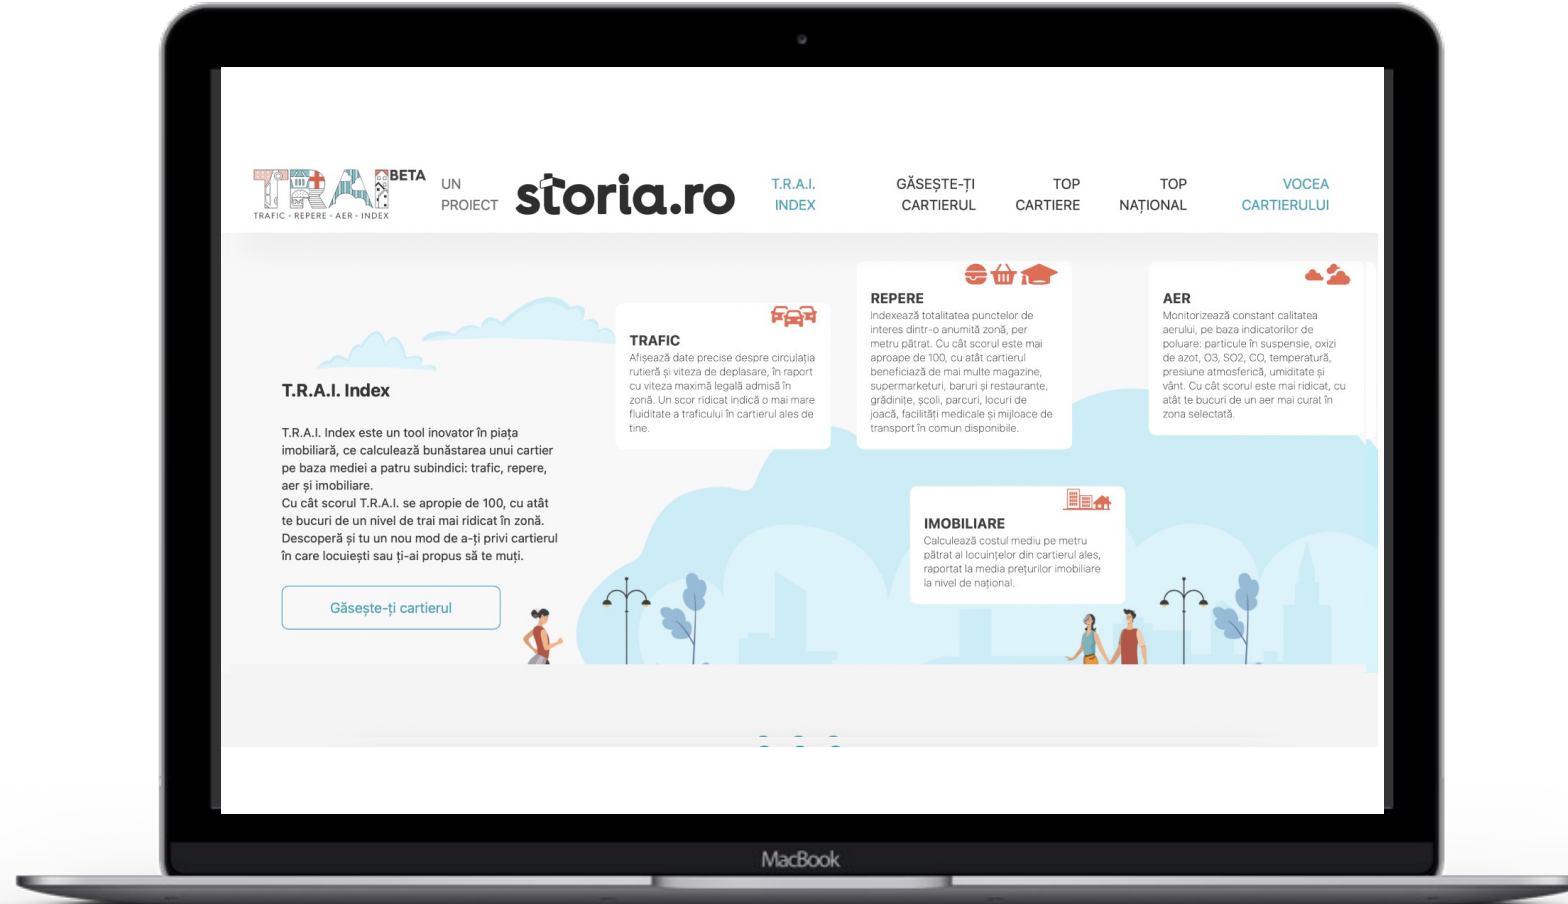 TRAI BETA
TRAFIC - REPERE - AER - INDEX
UN
PROIECT
storia.ro
T.R.A.I.
INDEX
GĂSEȘTE-ȚI
CARTIERUL
TOP
CARTIERE
TOP
NAȚIONAL
VOCEA
CARTIERULUI
T.R.A.I. Index
T.R.A.I. Index este un tool inovator în piața
imobiliară, ce calculează bunăstarea unui cartier
pe baza mediei a patru subindici: trafic, repere,
aer și imobiliare.
Cu cât scorul T.R.A.I. se apropie de 100, cu atât
te bucuri de un nivel de trai mai ridicat în zonă.
Descoperă și tu un nou mod de a-ți privi cartierul
în care locuiești sau ți-ai propus să te muți.
Găsește-ți cartierul
TRAFIC
Afișează date precise despre circulația
rutieră și viteza de deplasare, în raport
cu viteza maximă legală admisă în
zonă. Un scor ridicat indică o mai mare
fluiditate a traficului în cartierul ales de
tine.
REPERE
Indexează totalitatea punctelor de
interes dintr-o anumită zonă, per
metru pătrat. Cu cât scorul este mai
aproape de 100, cu atât cartierul
beneficiază de mai multe magazine,
supermarketuri, baruri și restaurante,
grădinițe, școli, parcuri, locuri de
joacă, facilități medicale și mijloace de
transport în comun disponibile.
AER
Monitorizează constant calitatea
aerului, pe baza indicatorilor de
poluare: particule în suspensie, oxizi
de azot, O3, SO2, CO, temperatură,
presiune atmosferică, umiditate și
vânt. Cu cât scorul este mai ridicat, cu
atât te bucuri de un aer mai curat în
zona selectată.
IMOBILIARE
Calculează costul mediu pe metru
pătrat al locuințelor din cartierul ales,
raportat la media prețurilor imobiliare
la nivel de național.
MacBook